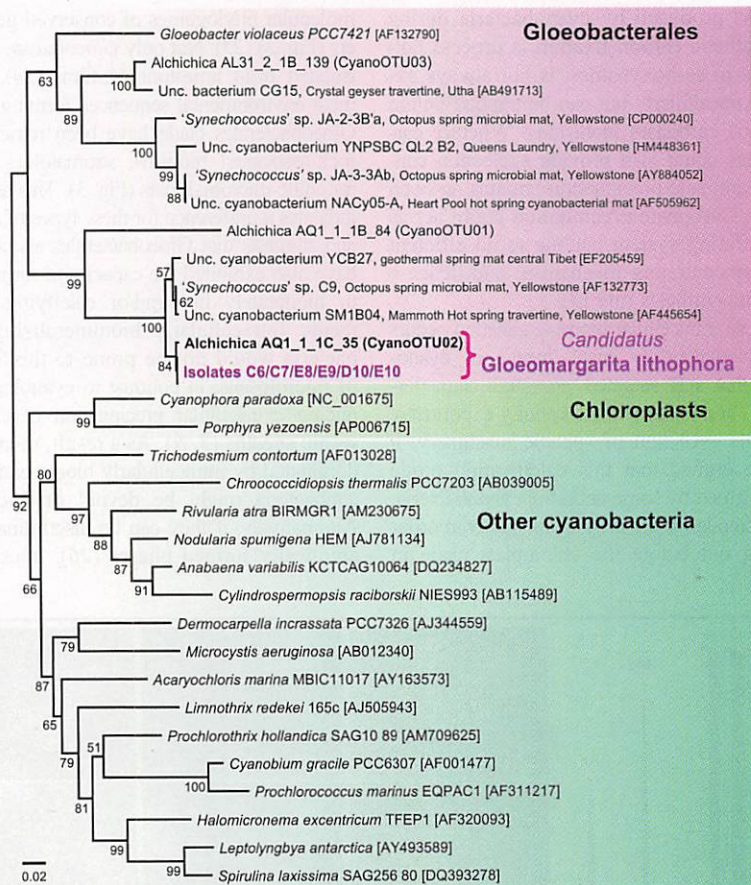 Gloeobacter violaceus PCC7421 [AF132790]
Gloeobacterales
63
Alchichica AL31_2_1B_139 (CyanoOTU03)
100
Unc. bacterium CG15, Crystal geyser travertine, Utha [AB491713]
89
'Synechococcus' sp. JA-2-3B'a, Octopus spring microbial mat, Yellowstone [CP000240]
Unc. cyanobacterium YNPSBC QL2 B2, Queens Laundry, Yellowstone [HM448361]
100
'Synechococcus' sp. JA-3-3Ab, Octopus spring microbial mat, Yellowstone [AY884052]
99
88
Unc. cyanobacterium NACy05-A, Heart Pool hot spring cyanobacterial mat [AF505962]
Alchichica AQ1_1_1B_84 (CyanoOTU01)
99
57
Unc. cyanobacterium YCB27, geothermal spring mat central Tibet [EF205459]
'Synechococcus' sp. C9, Octopus spring microbial mat, Yellowstone [AF132773]
62
100
Unc. cyanobacterium SM1B04, Mammoth Hot spring travertine, Yellowstone [AF445654]
Alchichica AQ1_1_1C_35 (CyanoOTU02)
Candidatus
84
Isolates C6/C7/E8/E9/D10/E10
Gloeomargarita lithophora
Cyanophora paradoxa [NC_001675]
Chloroplasts
99
Porphyra yezoensis [AP006715]
92
Trichodesmium contortum [AF013028]
80
Chroococcidiopsis thermalis PCC7203 [AB039005]
97
Rivularia atra BIRMGR1 [AM230675]
Other cyanobacteria
88
Nodularia spumigena HEM [AJ781134]
87
Anabaena variabilis KCTCAG10064 [DQ234827]
66
91
Cylindrospermopsis raciborskii NIES993 [AB115489]
Dermocarpella incrassata PCC7326 [AJ344559]
79
Microcystis aeruginosa [AB012340]
87
Acaryochloris marina MBIC11017 [AY163573]
65
Limnothrix redekei 165c [AJ505943]
Prochlorothrix hollandica SAG10 89 [AM709625]
51
79
Cyanobium gracile PCC6307 [AF001477]
100
Prochlorococcus marinus EQPAC1 [AF311217]
81
Halomicronema excentricum TFEP1 [AF320093]
99
Leptolyngbya antarctica [AY493589]
0.02
99
Spirulina laxissima SAG256 80 [DQ393278]